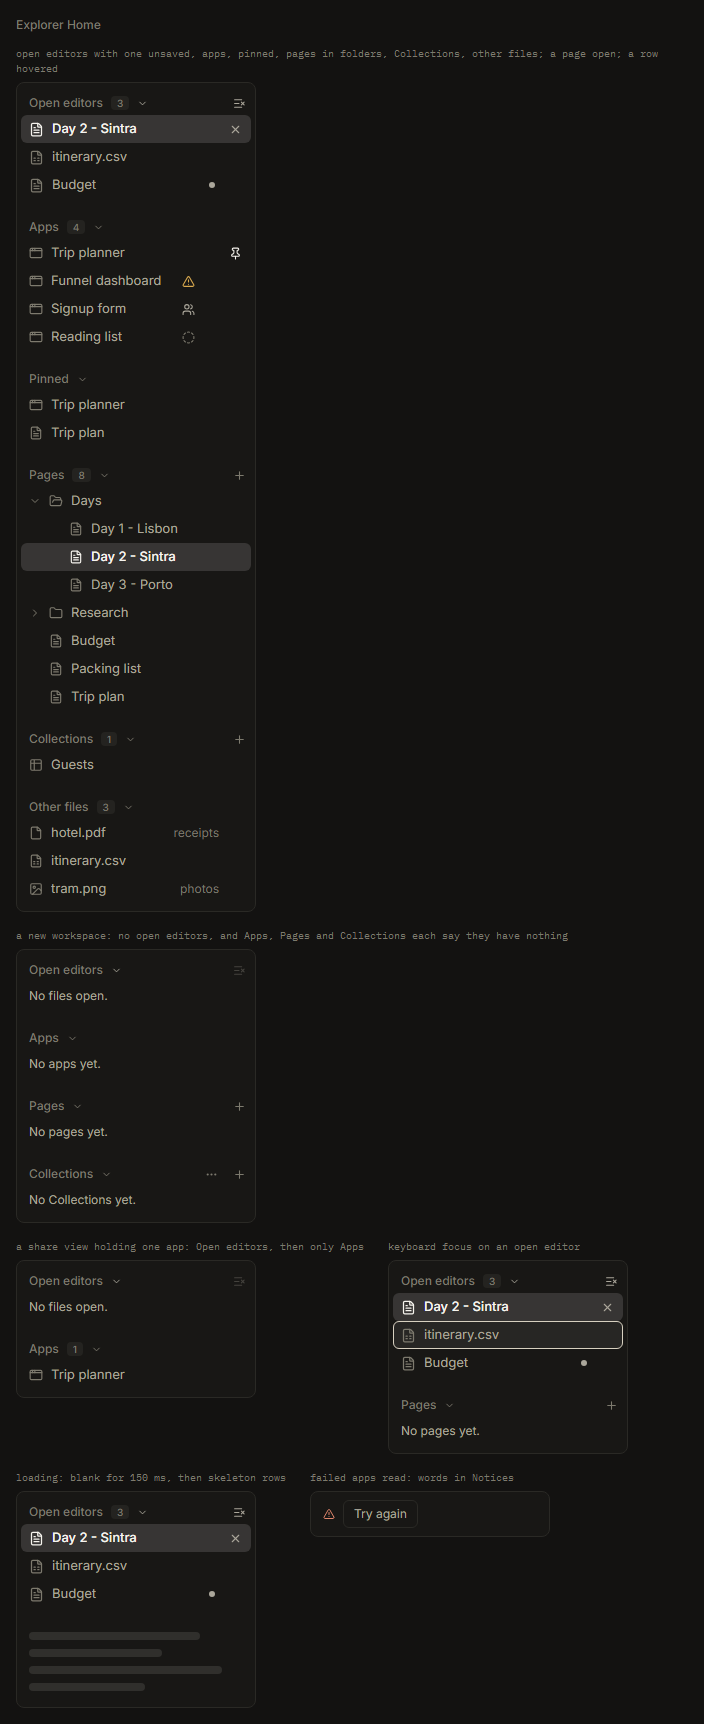 Explorer Home
open editors with one unsaved, apps, pinned, pages in folders, Collections, other files; a page open; a row
hovered
Open editors 3
Day 2 - Sintra
itinerary.csv
Budget
Apps 4
Trip planner
Funnel dashboard
Signup form
Reading list
Pinned
Trip planner
Trip plan
Pages 8
Days
Day 1 - Lisbon
Day 2 - Sintra
Day 3 - Porto
Research
Budget
Packing list
Trip plan
Collections 1
Guests
Other files 3
hotel.pdf receipts
itinerary.csv
tram.png photos
a new workspace: no open editors, and Apps, Pages and Collections each say they have nothing
Open editors
No files open.
Apps
No apps yet.
Pages
No pages yet.
Collections
No Collections yet.
a share view holding one app: Open editors, then only Apps
Open editors
No files open.
Apps 1
Trip planner
keyboard focus on an open editor
Open editors 3
Day 2 - Sintra
itinerary.csv
Budget
Pages
No pages yet.
loading: blank for 150 ms, then skeleton rows
Open editors 3
Day 2 - Sintra
itinerary.csv
Budget
failed apps read: words in Notices
Try again